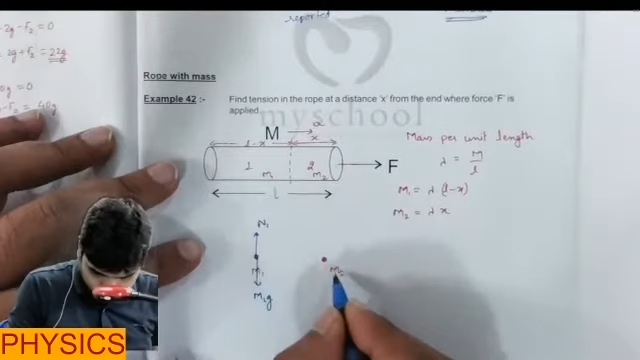 reported
-2g-F₂=0
2g+F₂=22g
0g=0
Rope with mass
Example 42 :-
Find tension in the rope at a distance 'x' from the end where force 'F' is
applied
myschool
M
a
l-x
x
1
m₁
2
m₂
F
l
Mass per unit length
λ = M/l
M₁ = λ (l-x)
M₂ = λ x
N₁
M₁
M₁g
M₂
PHYSICS